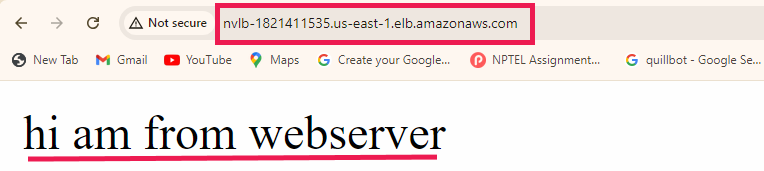 Not secure nvlb-1821411535.us-east-1.elb.amazonaws.com
New Tab Gmail YouTube Maps Create your Google... NPTEL Assignment... quillbot - Google Se...
hi am from webserver